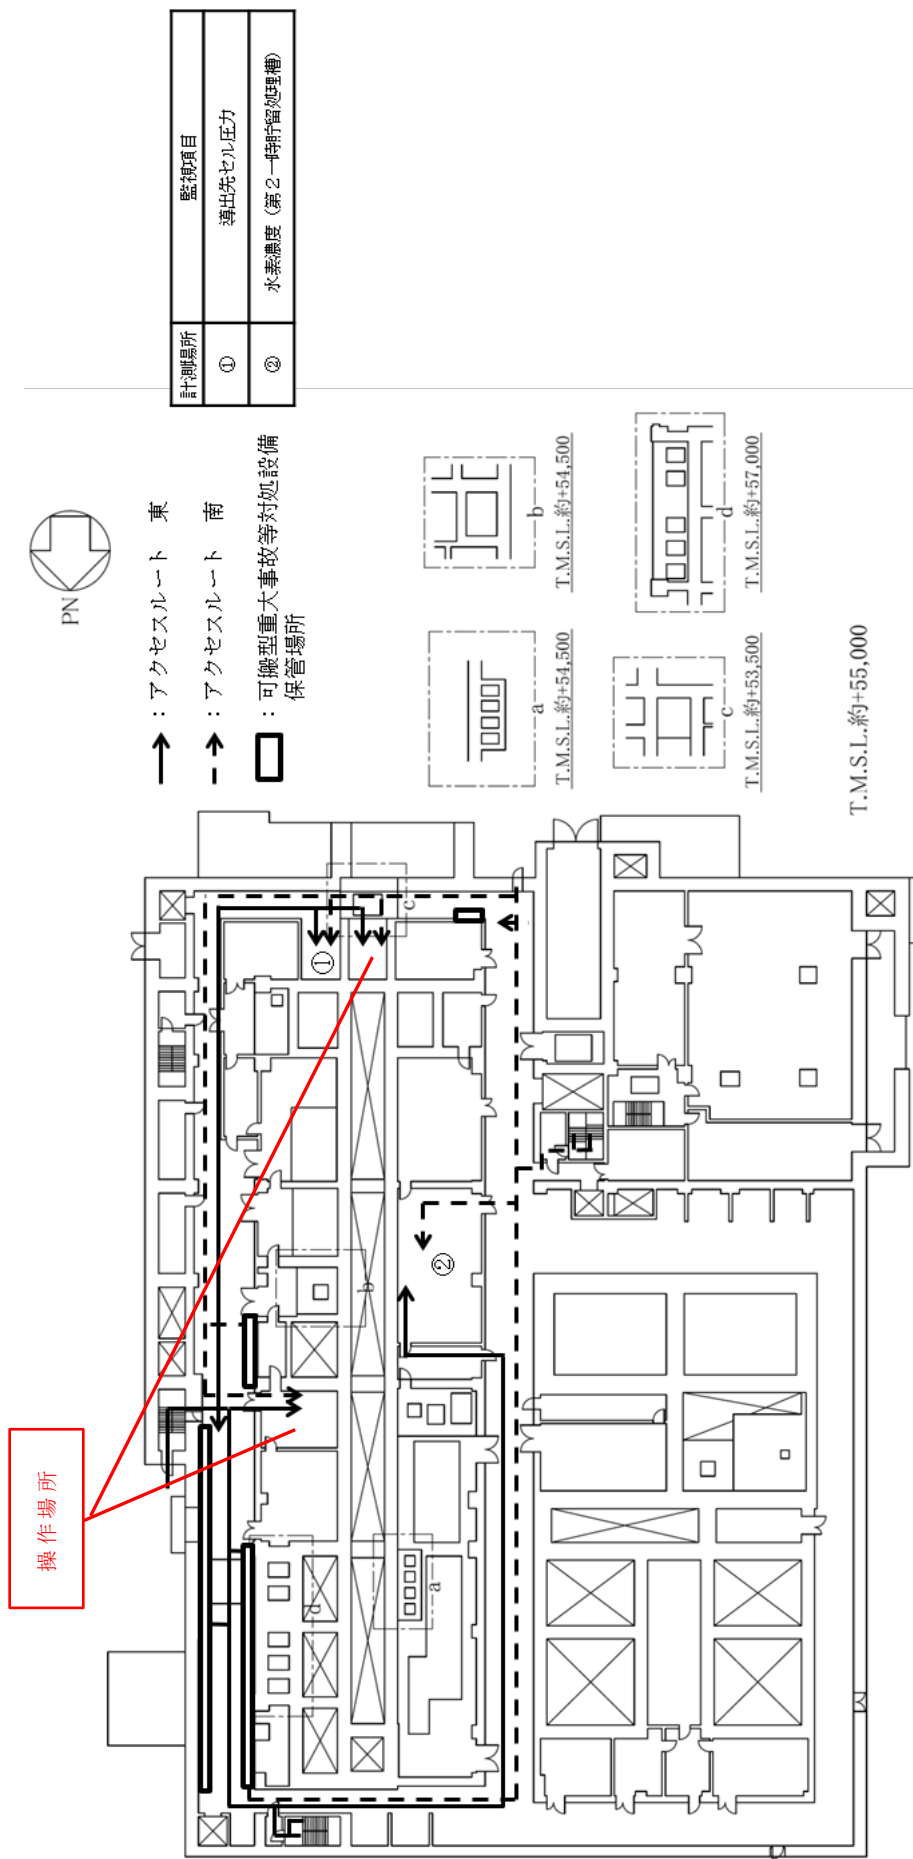 計測場所 監視項目
① 導出先セル圧力
② 水素濃度（第２一時貯留処理槽）
PN
：アクセスルート　東
：アクセスルート　南
：可搬型重大事故等対処設備
保管場所
a
T.M.S.L.約+54,500
b
T.M.S.L.約+54,500
c
T.M.S.L.約+53,500
d
T.M.S.L.約+57,000
T.M.S.L.約+55,000
操作場所
①
②
a
b
c
d